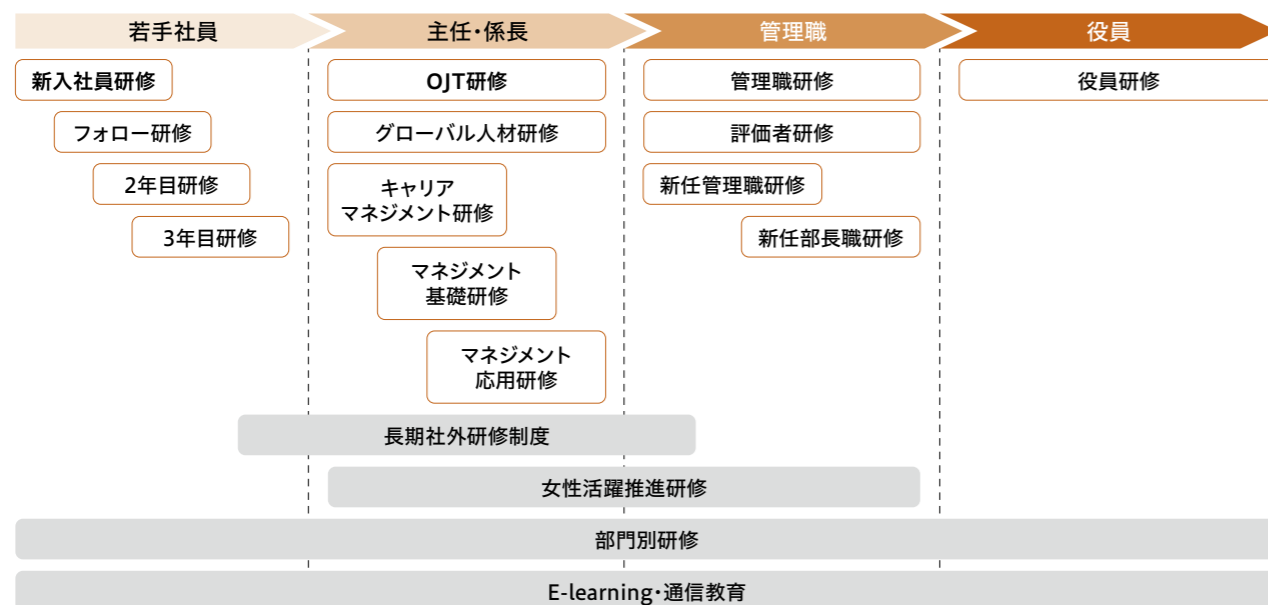 若手社員
主任・係長
管理職
役員
新入社員研修
OJT研修
管理職研修
役員研修
フォロー研修
グローバル人材研修
評価者研修
2年目研修
キャリア
マネジメント研修
新任管理職研修
3年目研修
新任部長職研修
マネジメント
基礎研修
マネジメント
応用研修
長期社外研修制度
女性活躍推進研修
部門別研修
E-learning・通信教育